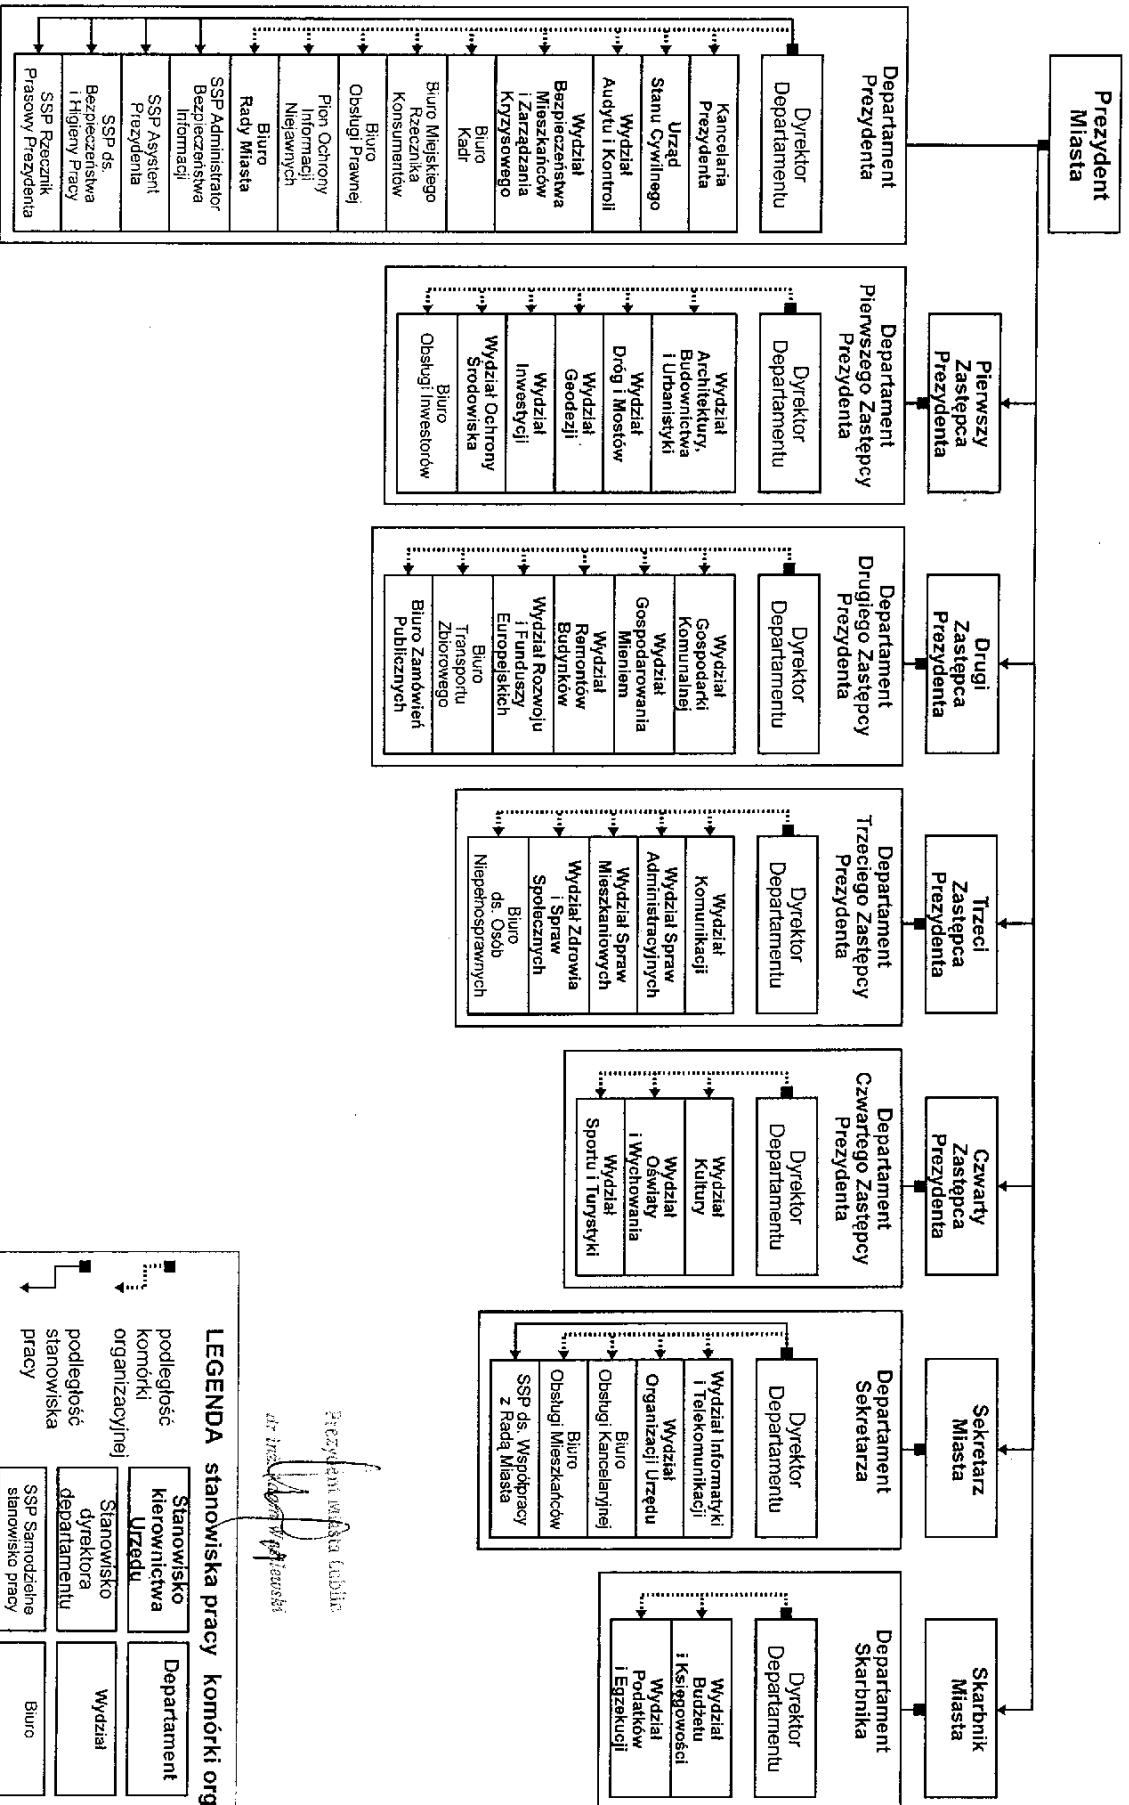 Prezydent
Miasta
Departament
Prezydenta
Dyrektor
Departamentu
Kancelaria
Prezydenta
Urząd
Stanu Cywilnego
Wydział
Audytu i Kontroli
Wydział
Bezpieczeństwa
Mieszkańców
i Zarządzania
Kryzysowego
Biuro
Kadr
Biuro Miejskiego
Rzecznika
Konsumentów
Biuro
Obsługi Prawnej
Pion Ochrony
Informacji
Niejawnych
Biuro
Rady Miasta
SSP Administrator
Bezpieczeństwa
Informacji
SSP Asystent
Prezydenta
SSP ds.
Bezpieczeństwa
i Higieny Pracy
SSP Rzecznik
Prasowy Prezydenta
Pierwszy
Zastępca
Prezydenta
Departament
Pierwszego Zastępcy
Prezydenta
Dyrektor
Departamentu
Wydział
Architektury,
Budownictwa
i Urbanistyki
Wydział
Dróg i Mostów
Wydział
Geodezji
Wydział
Inwestycji
Wydział Ochrony
Środowiska
Biuro
Obsługi Inwestorów
Drugi
Zastępca
Prezydenta
Departament
Drugiego Zastępcy
Prezydenta
Dyrektor
Departamentu
Wydział
Gospodarki
Komunalnej
Wydział
Gospodarowania
Mieniem
Wydział
Remontów
Budynków
Wydział Rozwoju
i Funduszy
Europejskich
Biuro
Transportu
Zbiorowego
Biuro Zamówień
Publicznych
Trzeci
Zastępca
Prezydenta
Departament
Trzeciego Zastępcy
Prezydenta
Dyrektor
Departamentu
Wydział
Komunikacji
Wydział Spraw
Administracyjnych
Wydział Spraw
Mieszkaniowych
Wydział Zdrowia
i Spraw
Społecznych
Biuro
ds. Osób
Niepełnosprawnych
Czwarty
Zastępca
Prezydenta
Departament
Czwartego Zastępcy
Prezydenta
Dyrektor
Departamentu
Wydział
Kultury
Wydział
Oświaty
i Wychowania
Wydział
Sportu i Turystyki
Sekretarz
Miasta
Departament
Sekretarza
Dyrektor
Departamentu
Wydział Informatyki
i Telekomunikacji
Wydział
Organizacji Urzędu
Biuro
Obsługi Kancelaryjnej
Biuro
Obsługi Mieszkańców
SSP ds. Współpracy
z Radą Miasta
Skarbnik
Miasta
Departament
Skarbnika
Dyrektor
Departamentu
Wydział
Budżetu
i Księgowości
Wydział
Podatków
i Egzekucji
Prezydent Miasta Lublin
LEGENDA stanowiska pracy komórki org
podległość
komórki
organizacyjnej
podległość
stanowiska
pracy
Stanowisko
kierownictwa
Urzędu
Stanowisko
dyrektora
departamentu
SSP Samodzielne
stanowisko pracy
Departament
Wydział
Biuro